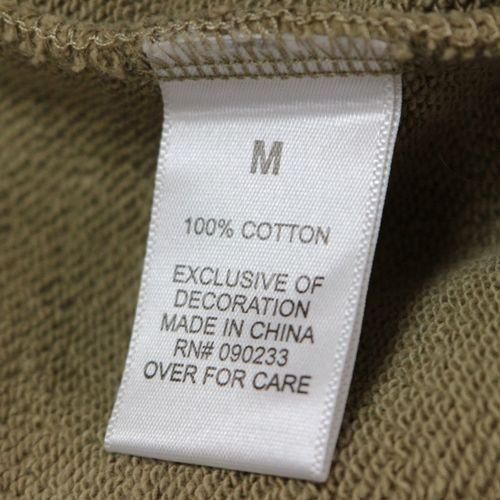 M
100% COTTON
EXCLUSIVE OF
DECORATION
MADE IN CHINA
RN# 090233
OVER FOR CARE